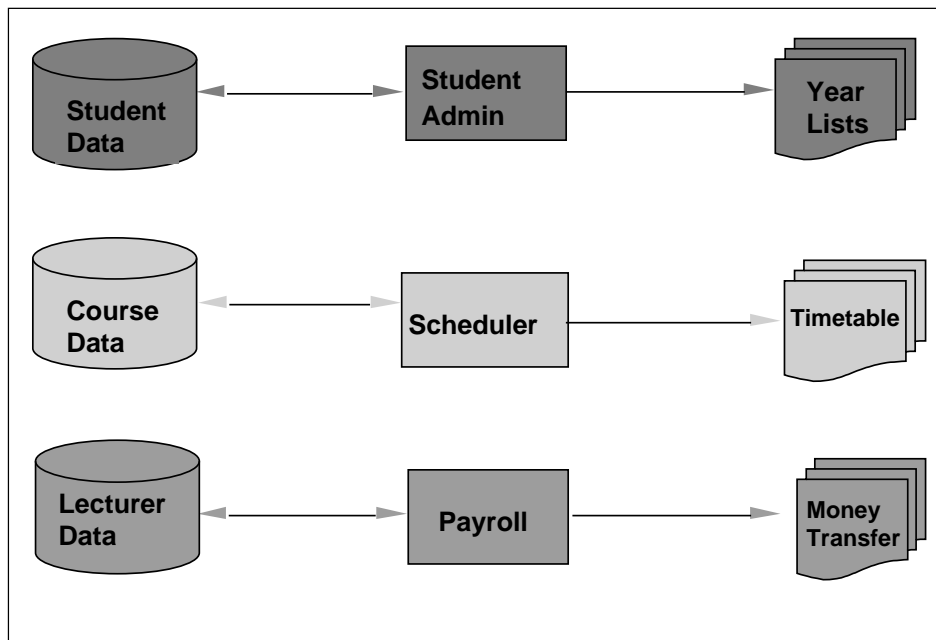 Student
Data
Student
Admin
Year
Lists
Course
Data
Scheduler
Timetable
Lecturer
Data
Payroll
Money
Transfer